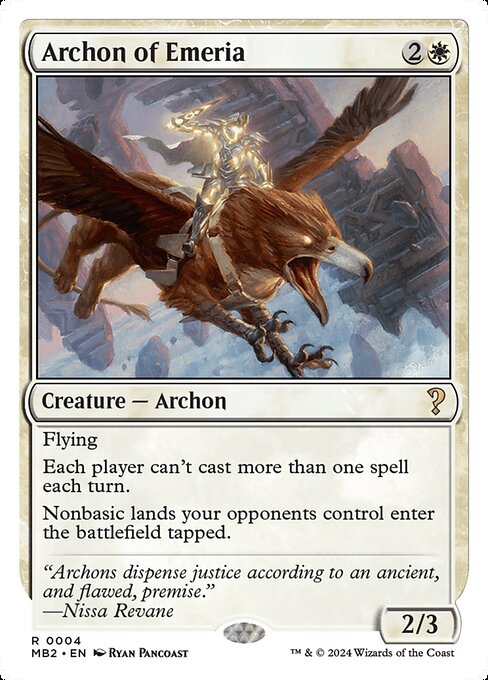 Archon of Emeria 2
Creature — Archon
Flying
Each player can't cast more than one spell
each turn.
Nonbasic lands your opponents control enter
the battlefield tapped.
"Archons dispense justice according to an ancient,
and flawed, premise."
—Nissa Revane
2/3
R 0004
MB2 • EN Ryan Pancoast
™ & © 2024 Wizards of the Coast